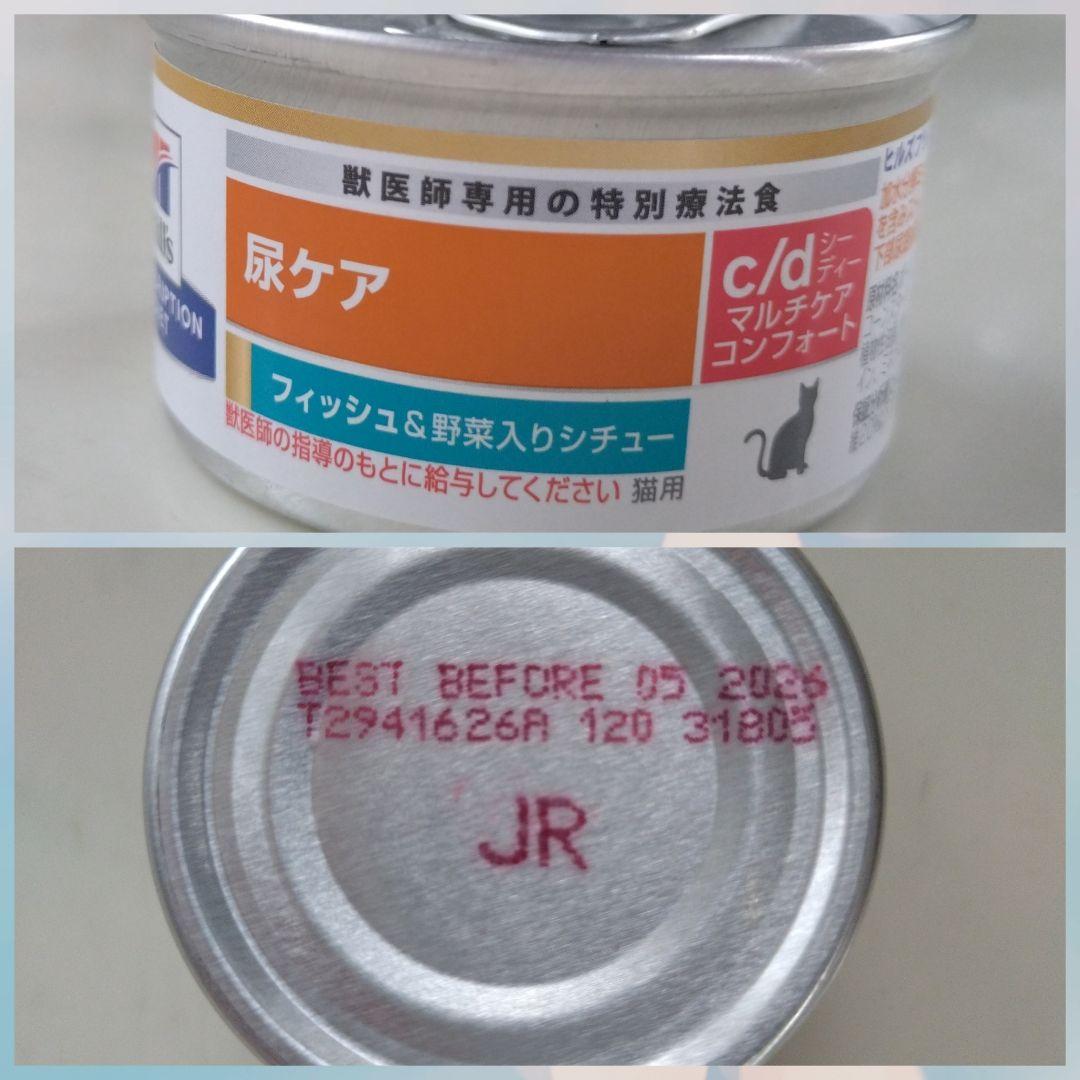 獣医師専用の特別療法食
尿ケア
c/d シーディー
マルチケア
コンフォート
フィッシュ&野菜入りシチュー
獣医師の指導のもとに給与してください 猫用
BEST BEFORE 05 2026
T2941626A 120 31805
JR